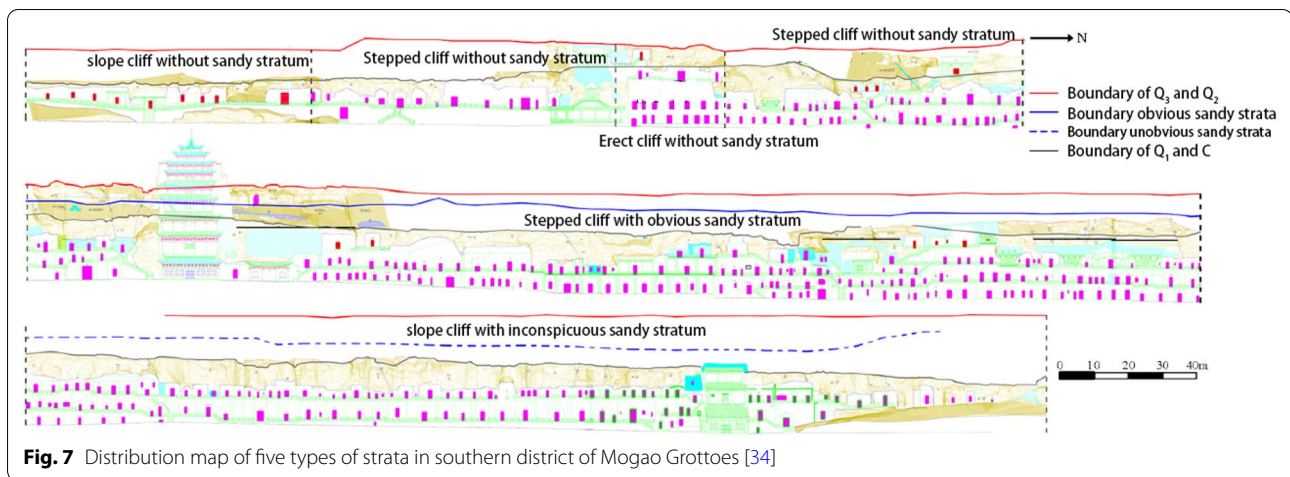 Stepped cliff without sandy stratum
N
slope cliff without sandy stratum
Stepped cliff without sandy stratum
Boundary of Q3 and Q2
Boundary obvious sandy strata
Boundary unobvious sandy strata
Erect cliff without sandy stratum
Boundary of Q1 and C
Stepped cliff with obvious sandy stratum
slope cliff with inconspicuous sandy stratum
0 10 20 30 40m
Fig. 7 Distribution map of five types of strata in southern district of Mogao Grottoes [34]